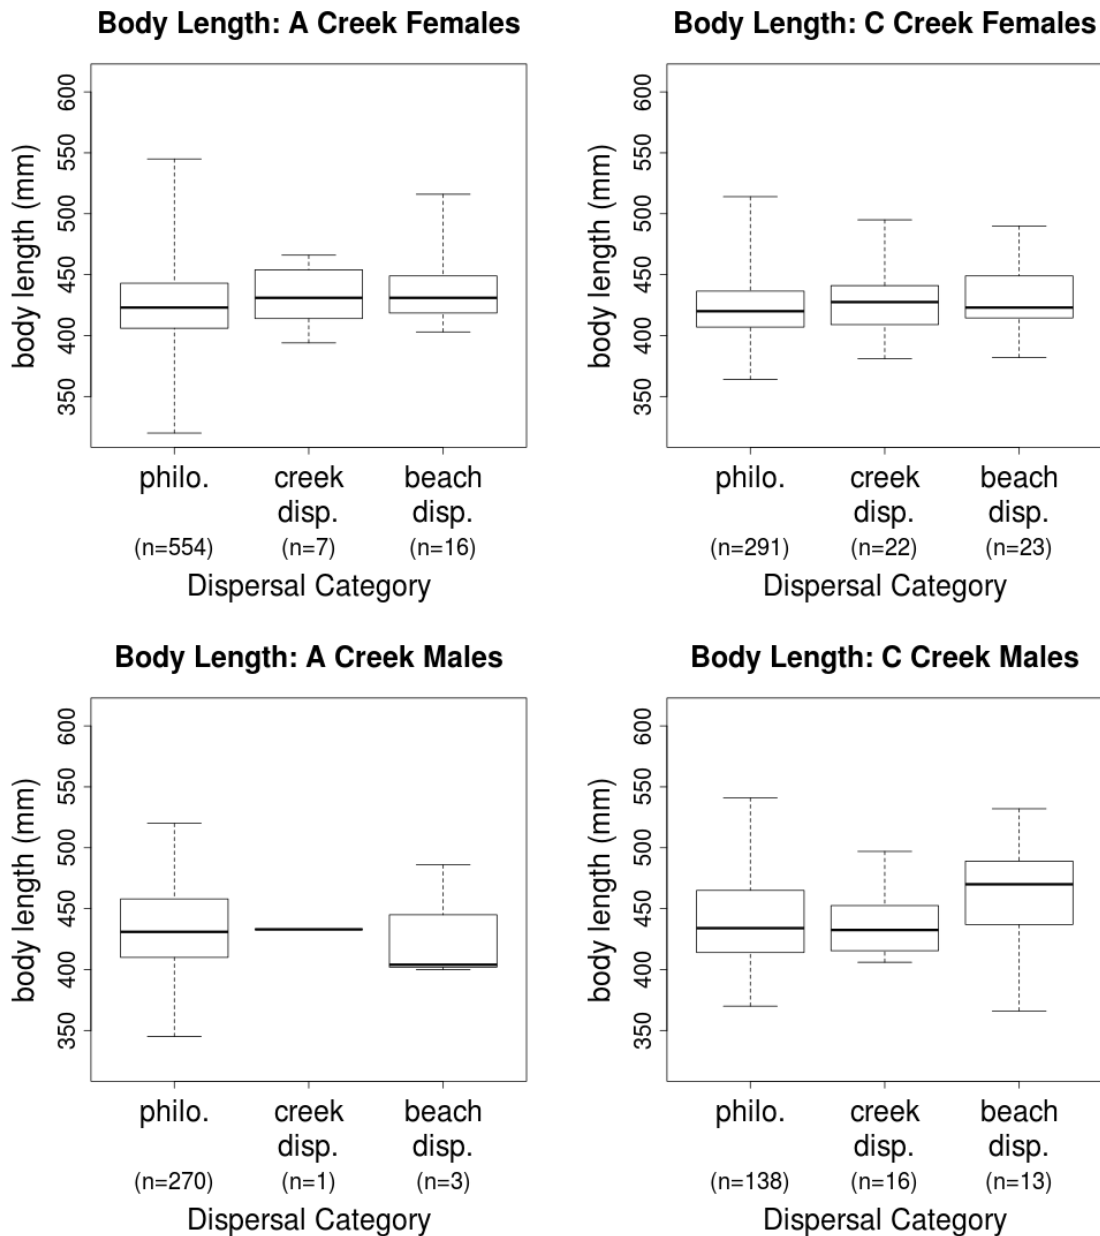 Body Length: A Creek Females
body length (mm)
600
550
500
450
400
350
philo.
creek
disp.
beach
disp.
(n=554)
(n=7)
(n=16)
Dispersal Category
Body Length: C Creek Females
body length (mm)
600
550
500
450
400
350
philo.
creek
disp.
beach
disp.
(n=291)
(n=22)
(n=23)
Dispersal Category
Body Length: A Creek Males
body length (mm)
600
550
500
450
400
350
philo.
creek
disp.
beach
disp.
(n=270)
(n=1)
(n=3)
Dispersal Category
Body Length: C Creek Males
body length (mm)
600
550
500
450
400
350
philo.
creek
disp.
beach
disp.
(n=138)
(n=16)
(n=13)
Dispersal Category